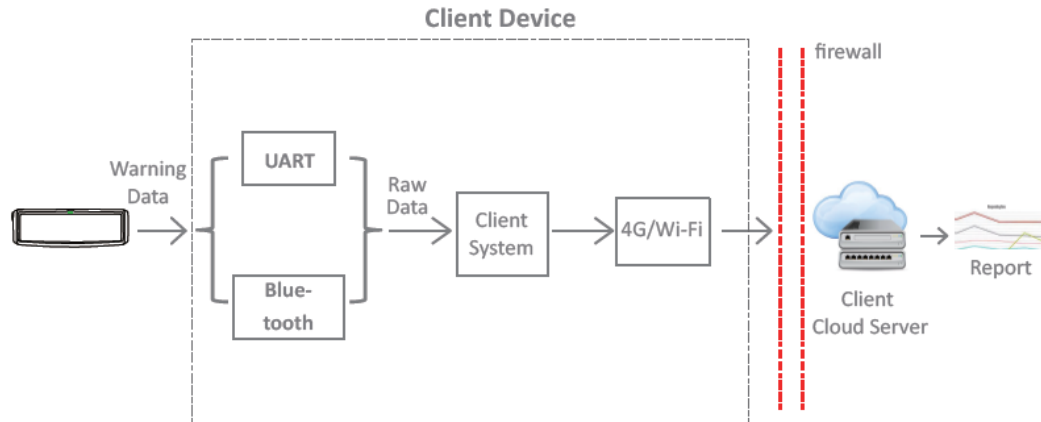 Client Device
firewall
Warning
Data
UART
Raw
Data
Client
System
4G/Wi-Fi
Blue-
tooth
Client
Cloud Server
Report